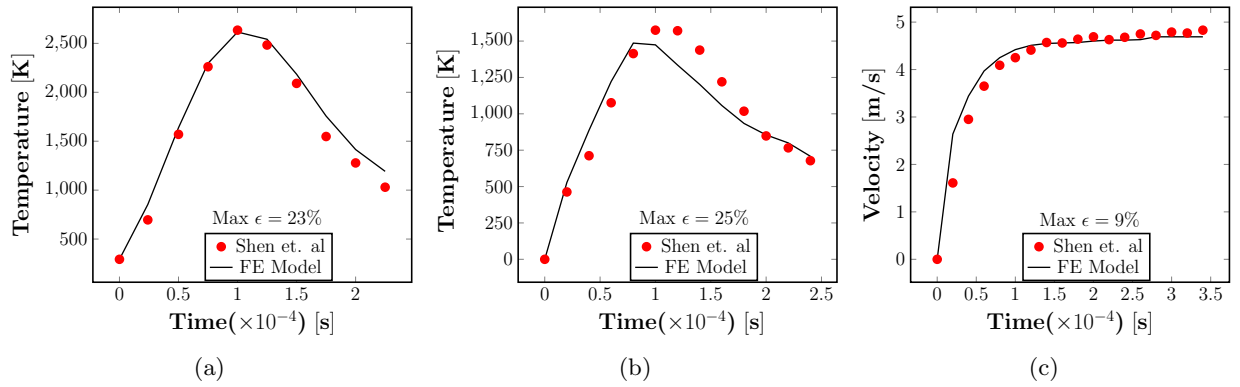 Temperature [K]
2,500
2,000
1,500
1,000
500
Max ϵ = 23%
Shen et. al
FE Model
0 0.5 1 1.5 2
Time(×10⁻⁴) [s]
(a)
Temperature [K]
1,500
1,250
1,000
750
500
250
0
Max ϵ = 25%
Shen et. al
FE Model
0 0.5 1 1.5 2 2.5
Time(×10⁻⁴) [s]
(b)
Velocity [m/s]
5
4
3
2
1
0
Max ϵ = 9%
Shen et. al
FE Model
0 0.5 1 1.5 2 2.5 3 3.5
Time(×10⁻⁴) [s]
(c)